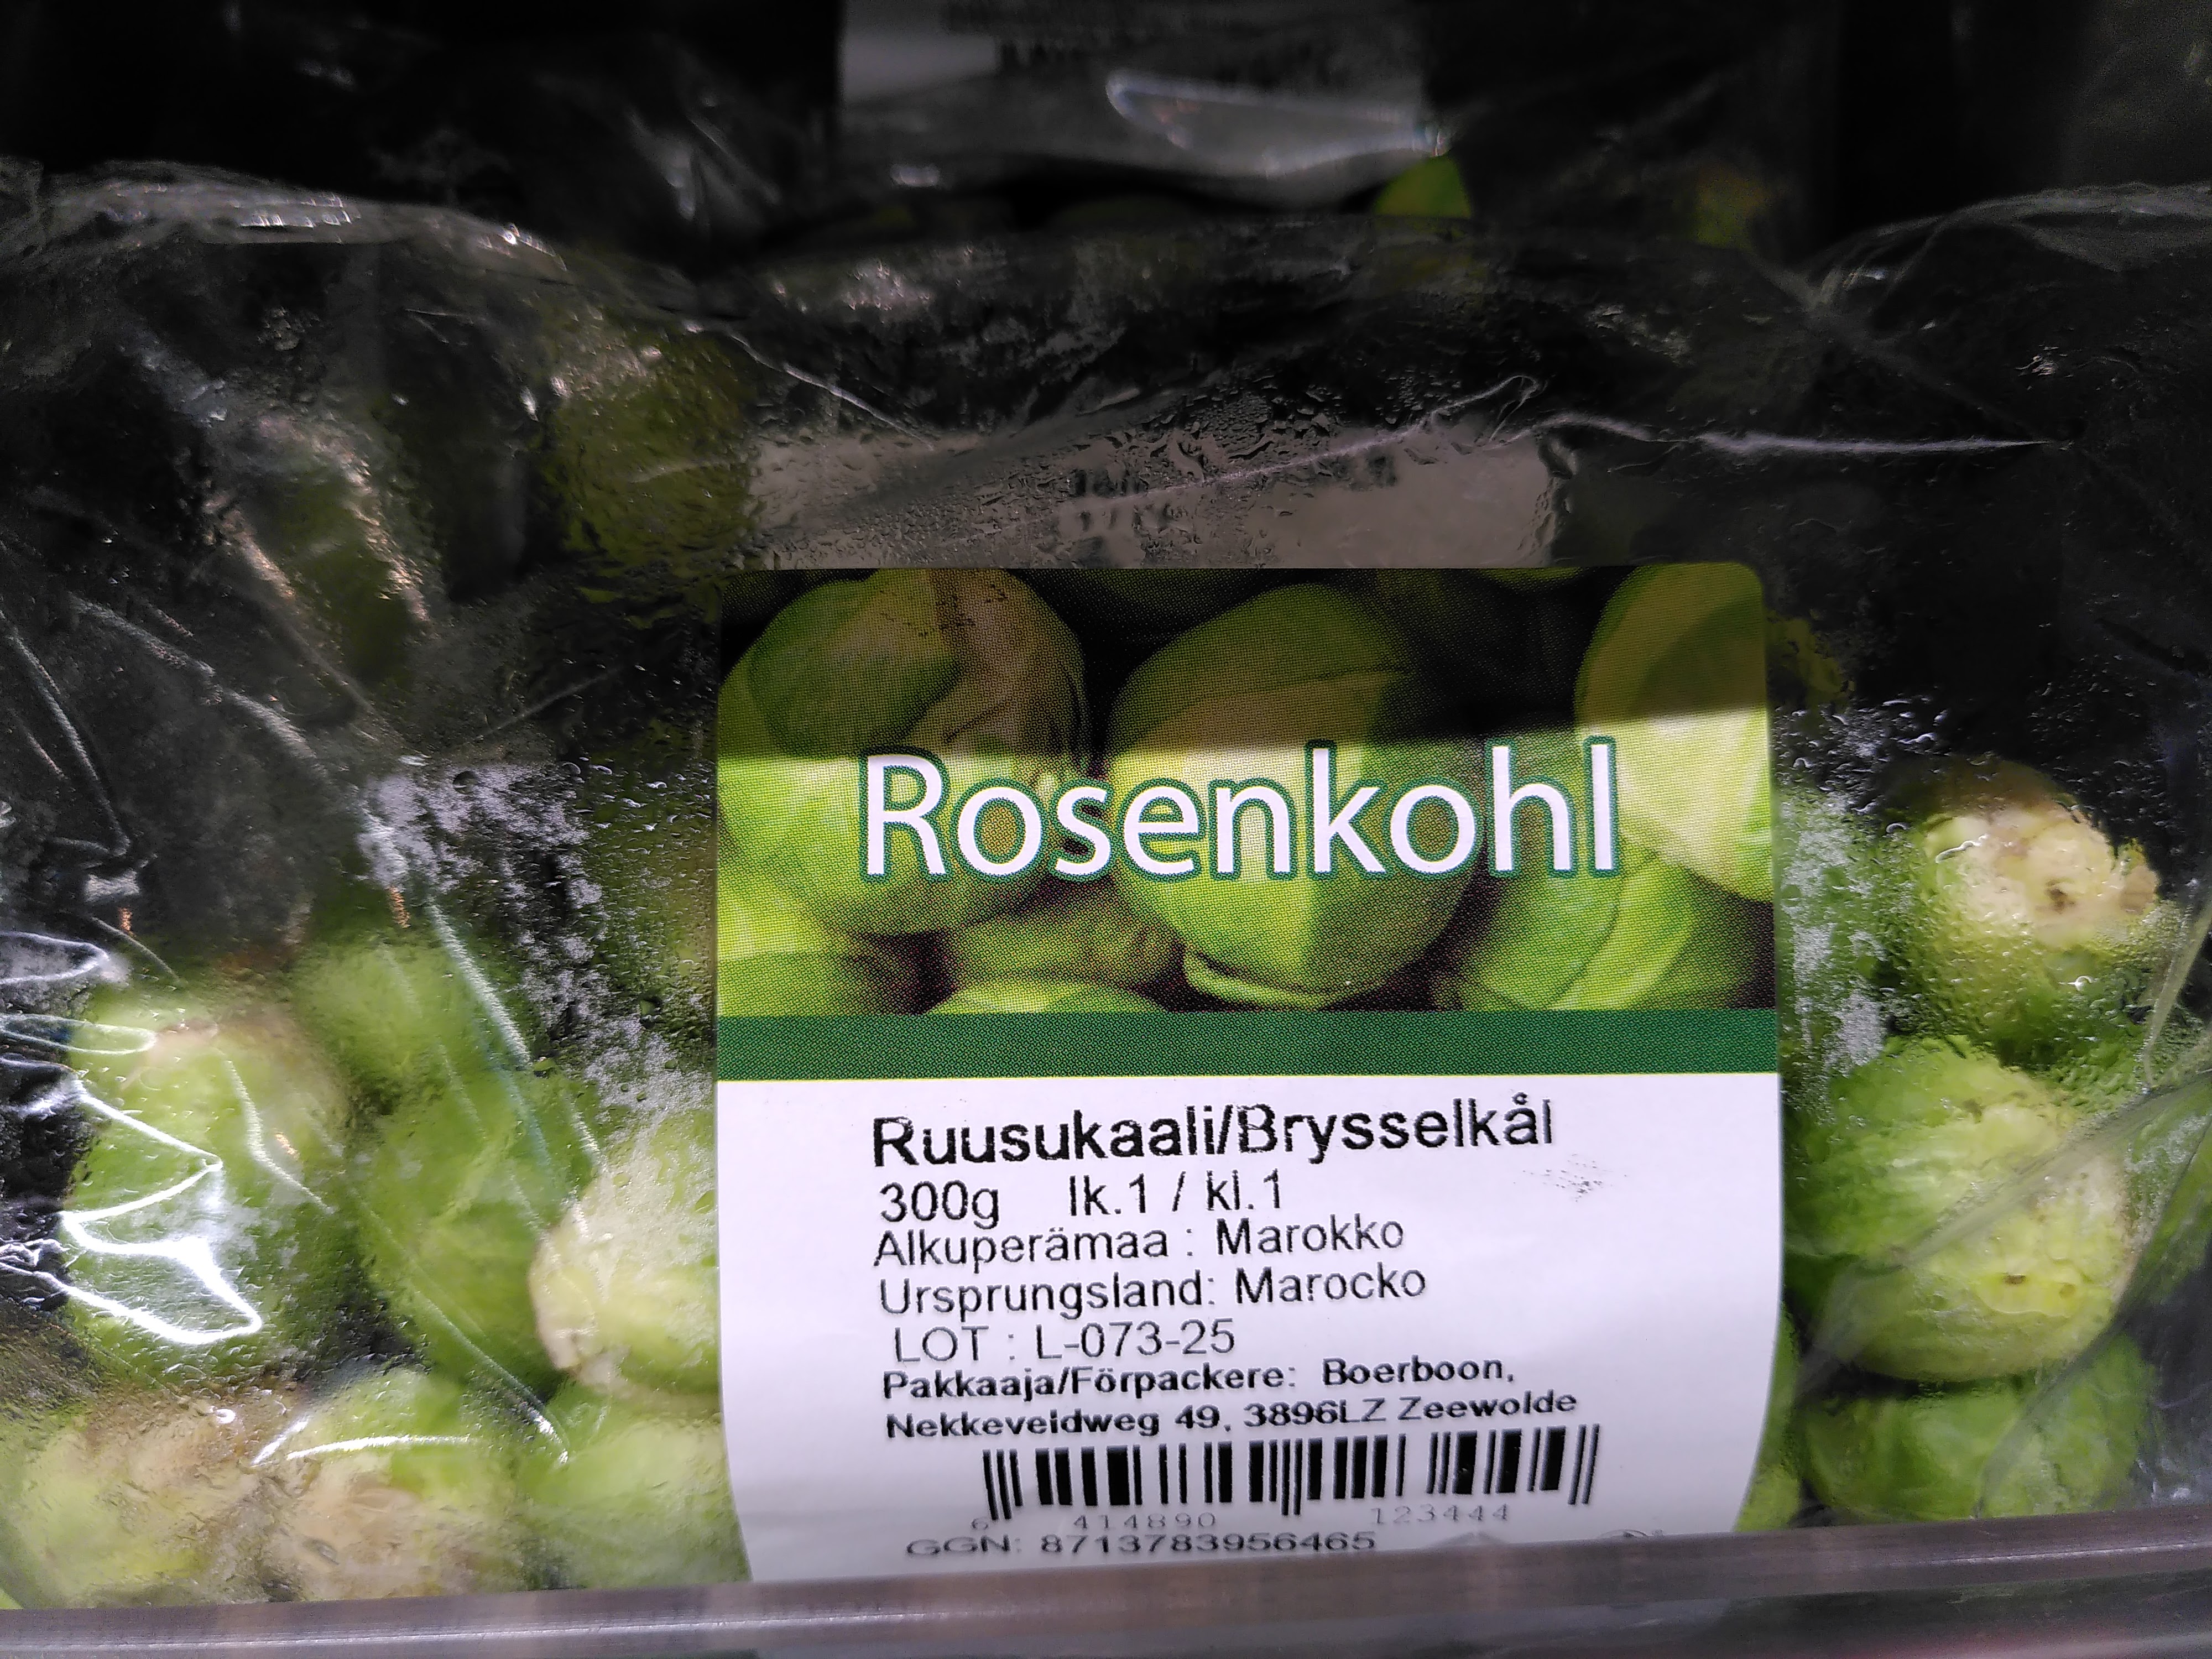 Rosenkohl
Ruusukaali/Brysselkål
300g lk.1 / kl.1
Alkuperämaa : Marokko
Ursprungsland: Marocko
LOT : L-073-25
Pakkaaja/Förpackere: Boerboon,
Nekkeveldweg 49, 3896LZ Zeewolde
6 414890 123444
GGN: 8713783956465